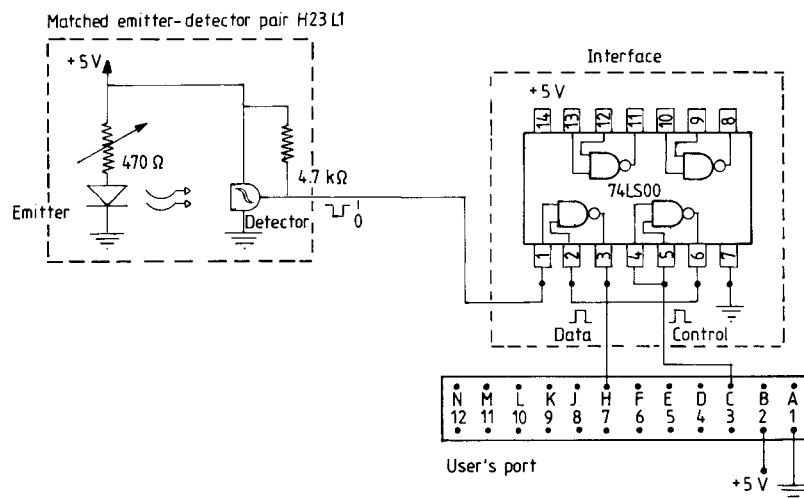 Matched emitter-detector pair H23 L1
+5V
470 Ω
4.7 kΩ
Emitter
Detector
0
Interface
+5 V
14 13 12 11 10 9 8
74LS00
1 2 3 4 5 6 7
Data Control
N M L K J H F E D C B A
12 11 10 9 8 7 6 5 4 3 2 1
User's port
+5 V